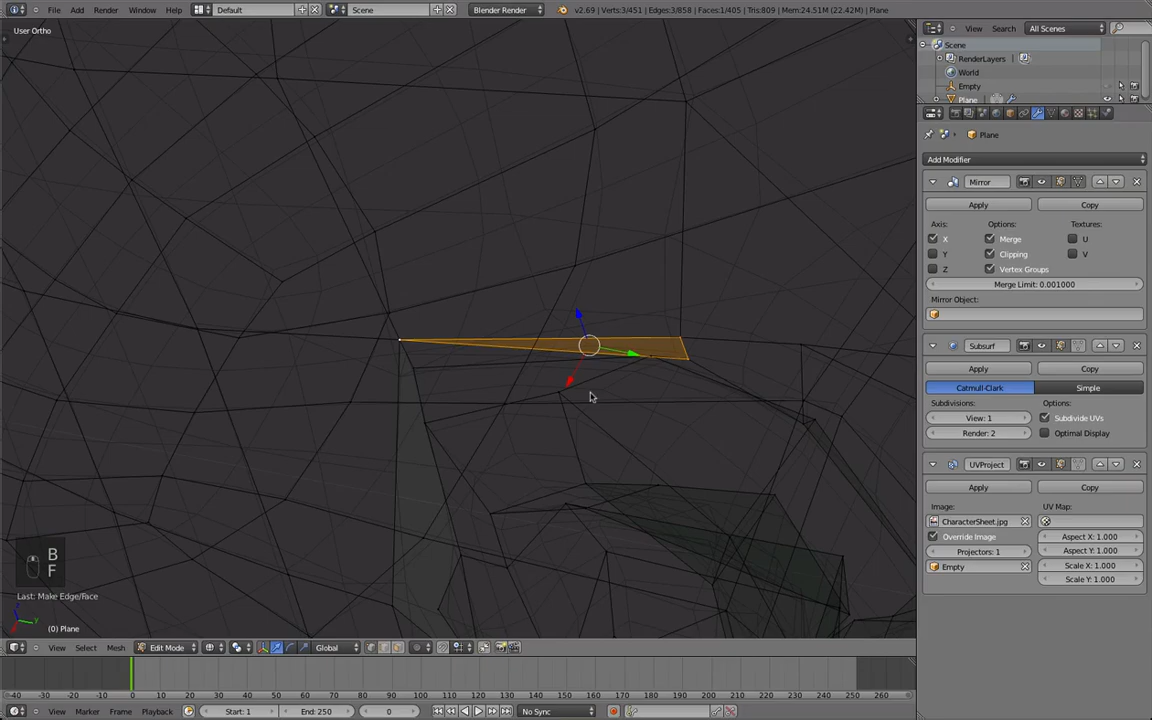 File Add Render Window Help Default Scene Blender Render v2.69 | Verts:3/451 | Edges:3/858 | Faces:1/405 | Tris:809 | Mem:24.51M (22.42M) | Plane
User Ortho
View Search All Scenes
Scene
RenderLayers
World
Empty
Plane
Plane
Add Modifier
Mirror
Apply Copy
Axis: Options: Textures:
X Merge U
Y Clipping V
Z Vertex Groups
Merge Limit: 0.001000
Mirror Object:
Subsurf
Apply Copy
Catmull-Clark Simple
Subdivisions: Options:
View: 1 Subdivide UVs
Render: 2 Optimal Display
UVProject
Apply Copy
Image: UV Map:
CharacterSheet.jpg
Override Image Aspect X: 1.000
Projectors: 1 Aspect Y: 1.000
Empty Scale X: 1.000
Scale Y: 1.000
B
F
Last: Make Edge/Face
z
y
(0) Plane
View Select Mesh Edit Mode Global
-40 -30 -20 -10 0 10 20 30 40 50 60 70 80 90 100 110 120 130 140 150 160 170 180 190 200 210 220 230 240 250 260
View Marker Frame Playback Start: 1 End: 250 0 No Sync